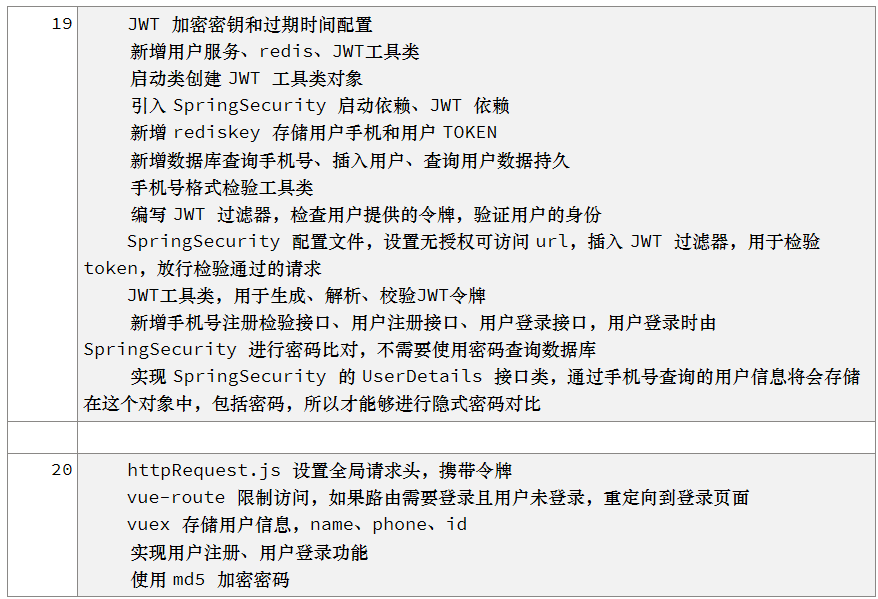 19
JWT 加密密钥和过期时间配置
新增用户服务、redis、JWT工具类
启动类创建 JWT 工具类对象
引入 SpringSecurity 启动依赖、JWT 依赖
新增 rediskey 存储用户手机和用户 TOKEN
新增数据库查询手机号、插入用户、查询用户数据持久
手机号格式检验工具类
编写 JWT 过滤器，检查用户提供的令牌，验证用户的身份
SpringSecurity 配置文件，设置无授权可访问 url，插入 JWT 过滤器，用于检验
token，放行检验通过的请求
JWT工具类，用于生成、解析、校验JWT令牌
新增手机号注册检验接口、用户注册接口、用户登录接口，用户登录时由
SpringSecurity 进行密码比对，不需要使用密码查询数据库
实现 SpringSecurity 的 UserDetails 接口类，通过手机号查询的用户信息将会存储
在这个对象中，包括密码，所以才能够进行隐式密码对比
20
httpRequest.js 设置全局请求头，携带令牌
vue-route 限制访问，如果路由需要登录且用户未登录，重定向到登录页面
vuex 存储用户信息，name、phone、id
实现用户注册、用户登录功能
使用 md5 加密密码